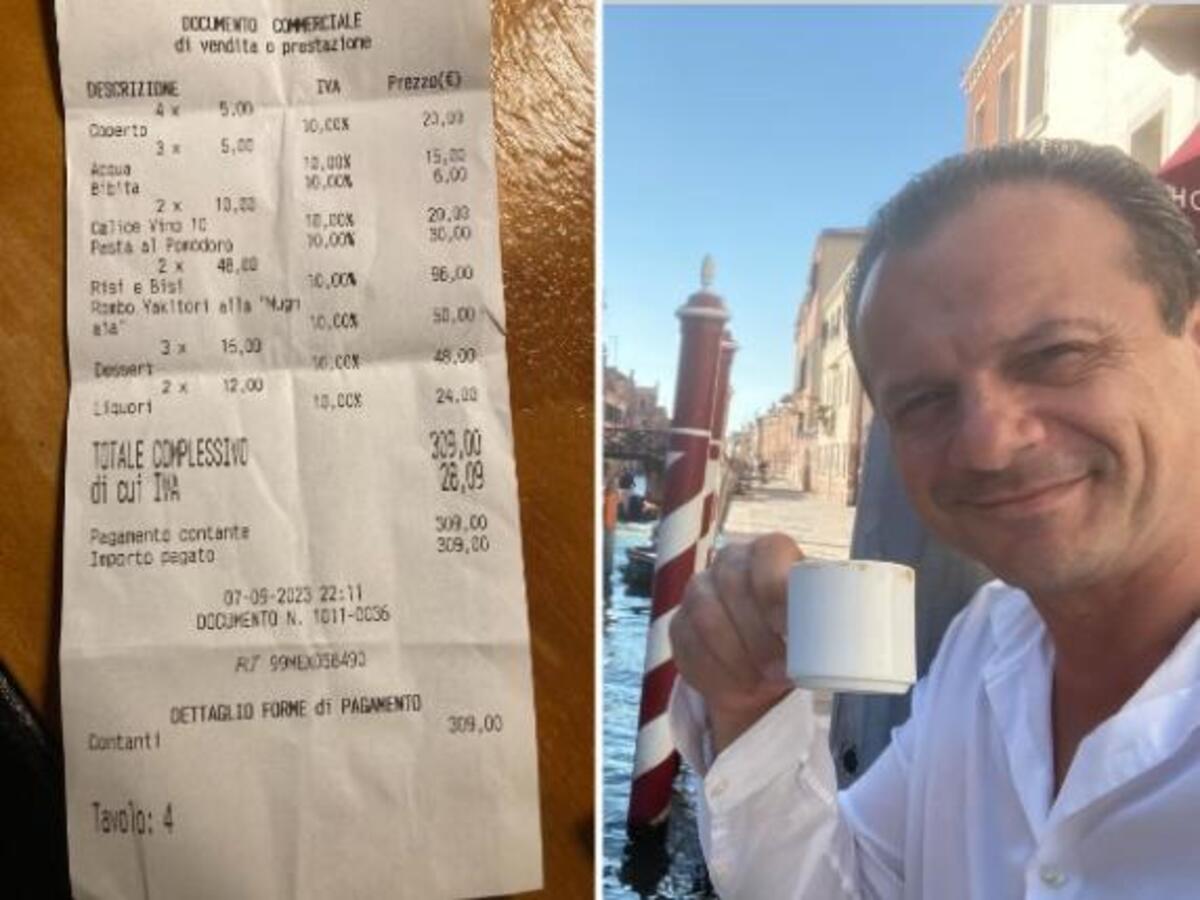 DOCUMENTO COMMERCIALE
di vendita o prestazione
DESCRIZIONE IVA Prezzo(€)
4 x 5,00
Coperto 10,00% 20,00
3 x 5,00
Acqua 10,00% 15,00
Bibita 10,00% 6,00
2 x 10,00
Calice Vino 10 10,00% 20,00
Pasta al Pomodoro 10,00% 30,00
2 x 48,00
Risi e Bisi 10,00% 96,00
Rombo Yakitori alla "Mugn
aia" 10,00% 50,00
3 x 16,00
Dessert 10,00% 48,00
2 x 12,00
Liquori 10,00% 24,00
TOTALE COMPLESSIVO 309,00
di cui IVA 28,09
Pagamento contante 309,00
Importo pagato 309,00
07-09-2023 22:11
DOCUMENTO N. 1011-0036
RT
DETTAGLIO FORME di PAGAMENTO
Contanti 309,00
Tavolo: 4
HO